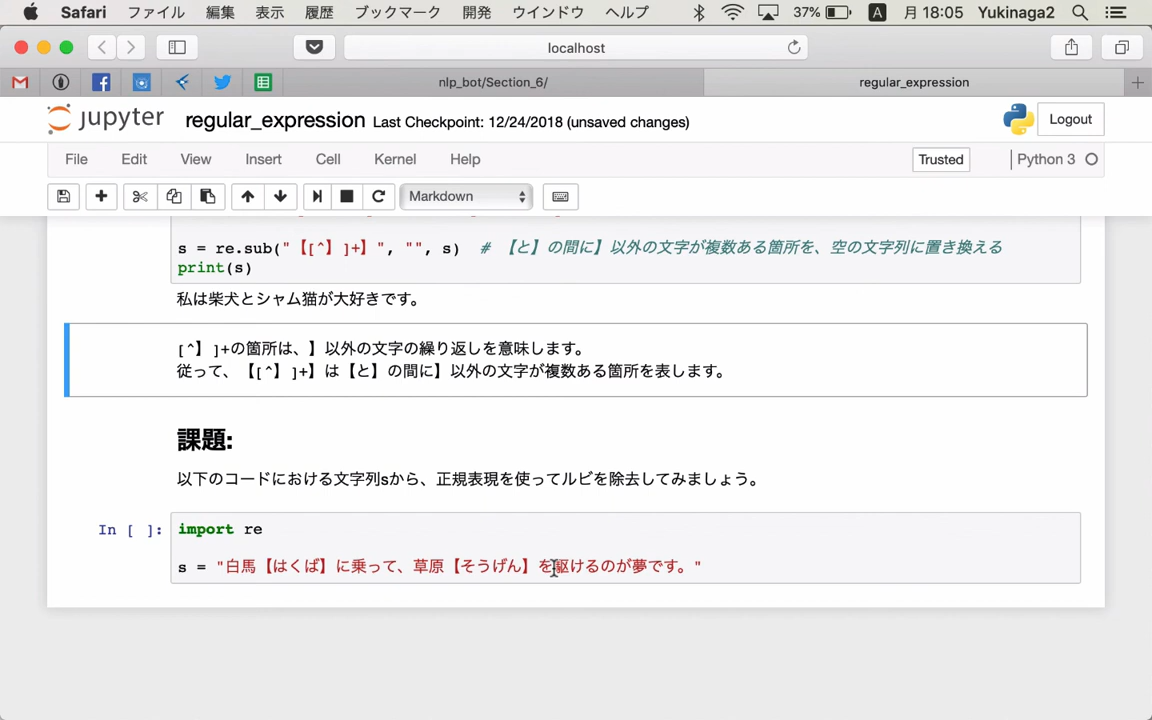 Safari ファイル 編集 表示 履歴 ブックマーク 開発 ウインドウ ヘルプ 37% A 月 18:05 Yukinaga2
localhost
nlp_bot/Section_6/ regular_expression
jupyter regular_expression Last Checkpoint: 12/24/2018 (unsaved changes) Logout
File Edit View Insert Cell Kernel Help Trusted Python 3
Markdown
s = re.sub("【[^】]+】", "", s)  # 【と】の間に】以外の文字が複数ある箇所を、空の文字列に置き換える
print(s)
私は柴犬とシャム猫が大好きです。
[^】]+の箇所は、】以外の文字の繰り返しを意味します。
従って、【[^】]+】は【と】の間に】以外の文字が複数ある箇所を表します。
課題:
以下のコードにおける文字列sから、正規表現を使ってルビを除去してみましょう。
In [ ]: import re
s = "白馬【はくば】に乗って、草原【そうげん】を駆けるのが夢です。"